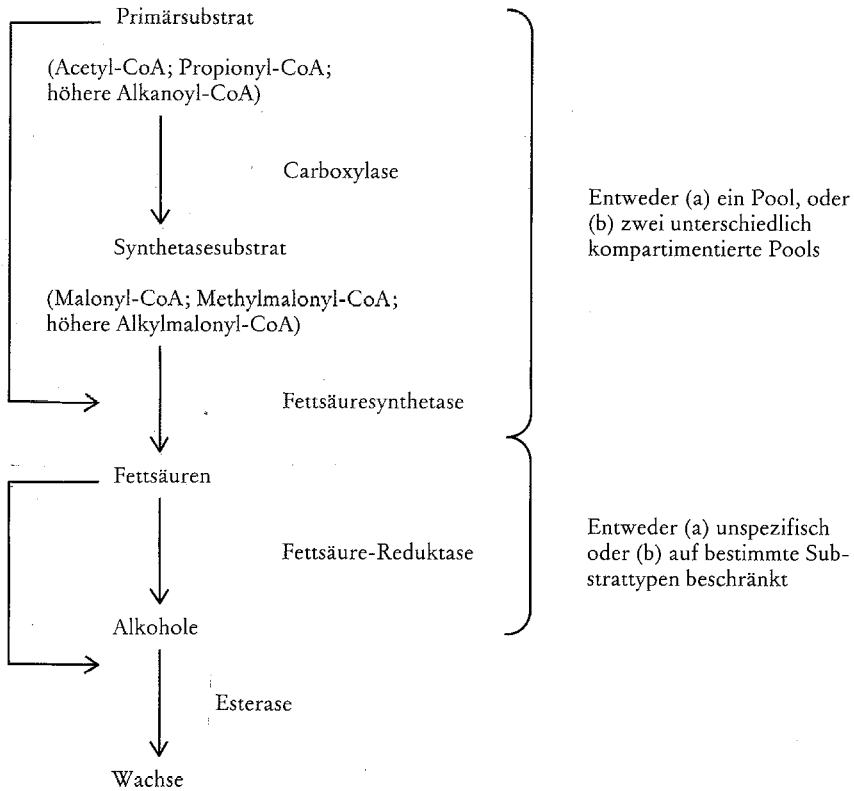 Primärsubstrat
(Acetyl-CoA; Propionyl-CoA;
höhere Alkanoyl-CoA)
Carboxylase
Entweder (a) ein Pool, oder
(b) zwei unterschiedlich
kompartimentierte Pools
Synthetasesubstrat
(Malonyl-CoA; Methylmalonyl-CoA;
höhere Alkylmalonyl-CoA)
Fettsäuresynthetase
Fettsäuren
Entweder (a) unspezifisch
oder (b) auf bestimmte Sub-
strattypen beschränkt
Fettsäure-Reduktase
Alkohole
Esterase
Wachse